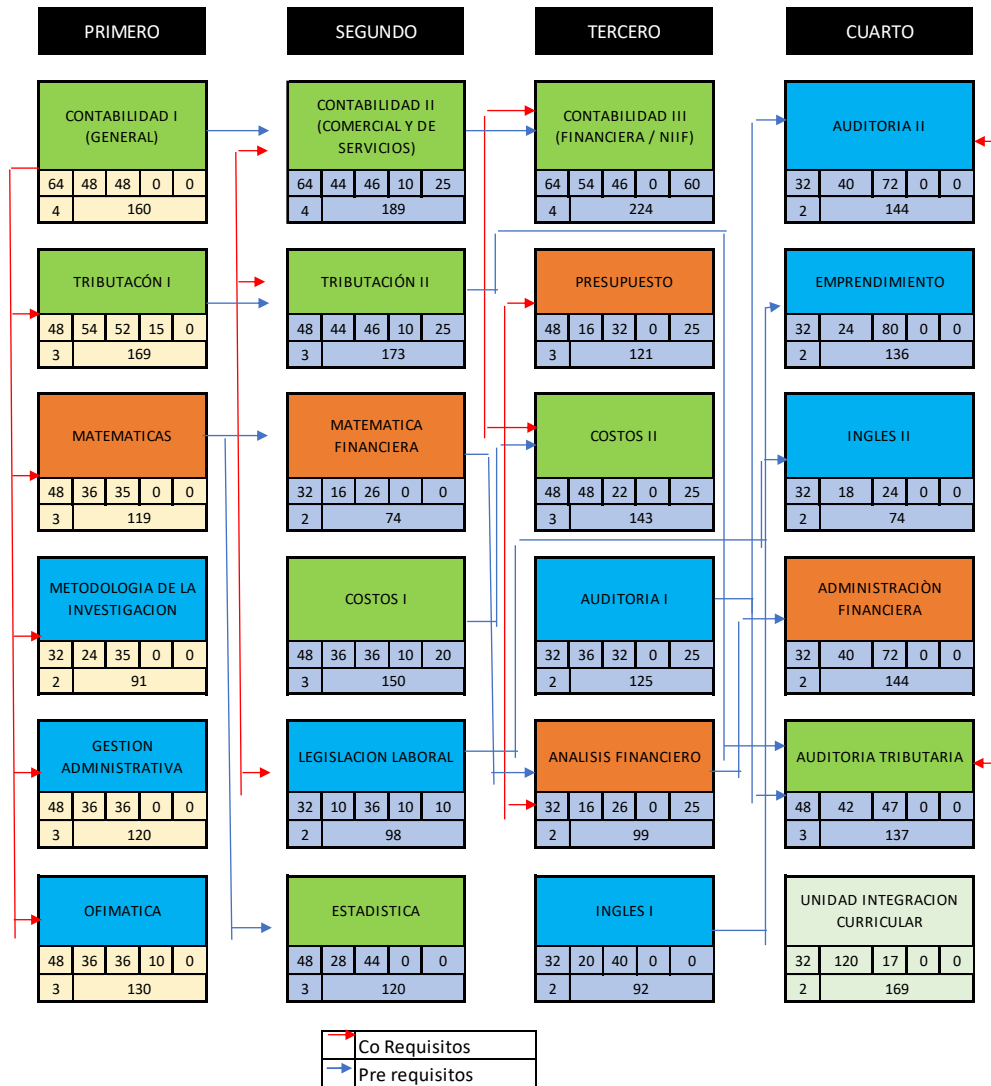 PRIMERO SEGUNDO TERCERO CUARTO
CONTABILIDAD I
(GENERAL)
64 48 48 0 0
4 160
CONTABILIDAD II
(COMERCIAL Y DE
SERVICIOS)
64 44 46 10 25
4 189
CONTABILIDAD III
(FINANCIERA / NIIF)
64 54 46 0 60
4 224
AUDITORIA II
32 40 72 0 0
2 144
TRIBUTACÓN I
48 54 52 15 0
3 169
TRIBUTACIÓN II
48 44 46 10 25
3 173
PRESUPUESTO
48 16 32 0 25
3 121
EMPRENDIMIENTO
32 24 80 0 0
2 136
MATEMATICAS
48 36 35 0 0
3 119
MATEMATICA
FINANCIERA
32 16 26 0 0
2 74
COSTOS II
48 48 22 0 25
3 143
INGLES II
32 18 24 0 0
2 74
METODOLOGIA DE LA
INVESTIGACION
32 24 35 0 0
2 91
COSTOS I
48 36 36 10 20
3 150
AUDITORIA I
32 36 32 0 25
2 125
ADMINISTRACIÒN
FINANCIERA
32 40 72 0 0
2 144
GESTION
ADMINISTRATIVA
48 36 36 0 0
3 120
LEGISLACION LABORAL
32 10 36 10 10
2 98
ANALISIS FINANCIERO
32 16 26 0 25
2 99
AUDITORIA TRIBUTARIA
48 42 47 0 0
3 137
OFIMATICA
48 36 36 10 0
3 130
ESTADISTICA
48 28 44 0 0
3 120
INGLES I
32 20 40 0 0
2 92
UNIDAD INTEGRACION
CURRICULAR
32 120 17 0 0
2 169
Co Requisitos
Pre requisitos